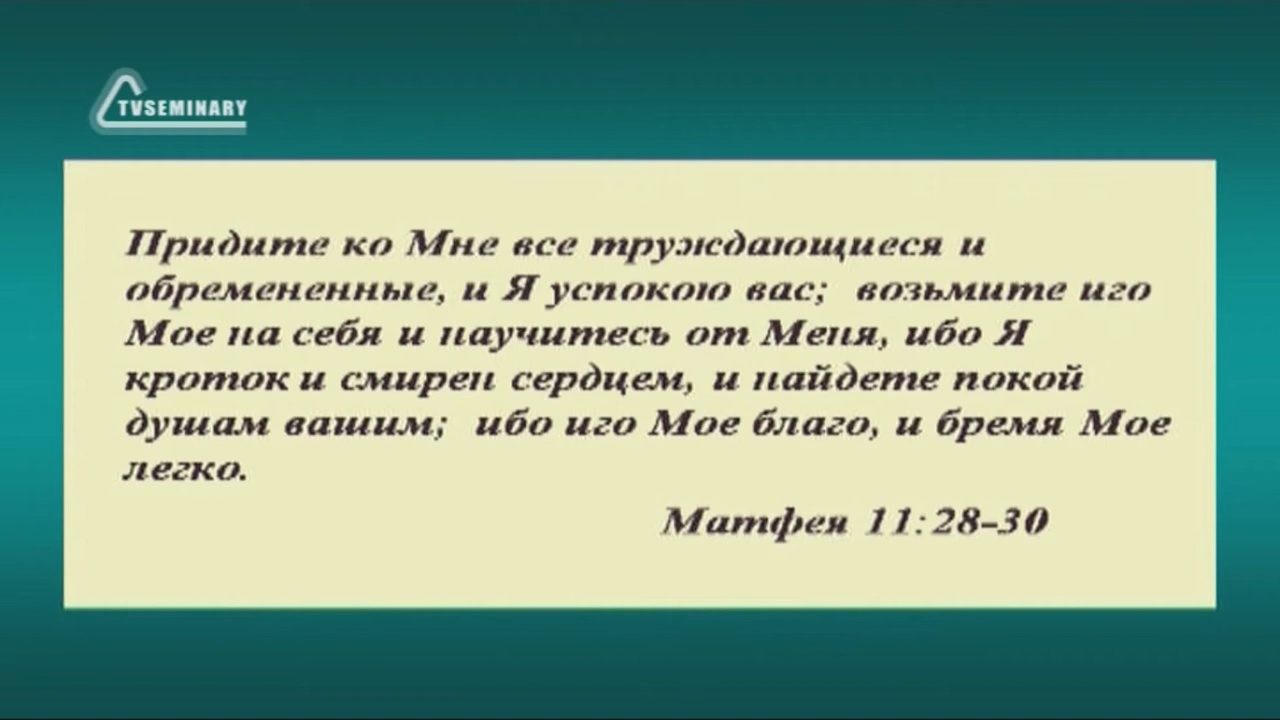 TVSEMINARY
Придите ко Мне все труждающиеся и
обремененные, и Я успокою вас; возьмите иго
Мое на себя и научитесь от Меня, ибо Я
кроток и смирен сердцем, и найдете покой
душам вашим; ибо иго Мое благо, и бремя Мое
легко.
Матфея 11:28-30